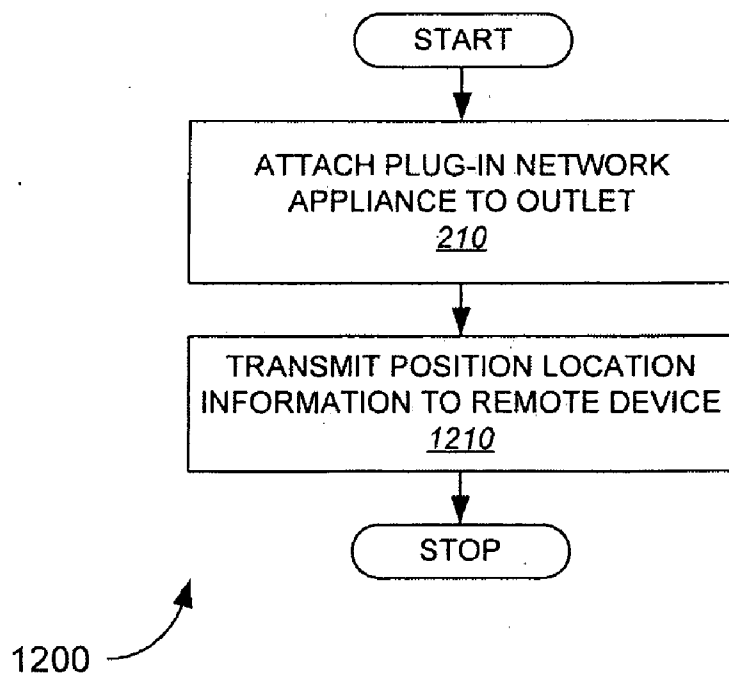 START
ATTACH PLUG-IN NETWORK
APPLIANCE TO OUTLET
210
TRANSMIT POSITION LOCATION
INFORMATION TO REMOTE DEVICE
1210
STOP
1200